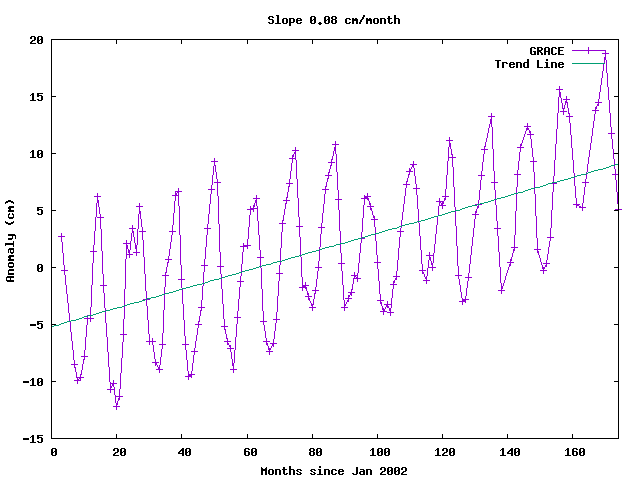 Slope 0.08 cm/month
GRACE
Trend Line
20
15
10
5
0
-5
-10
-15
Anomaly (cm)
0 20 40 60 80 100 120 140 160
Months since Jan 2002